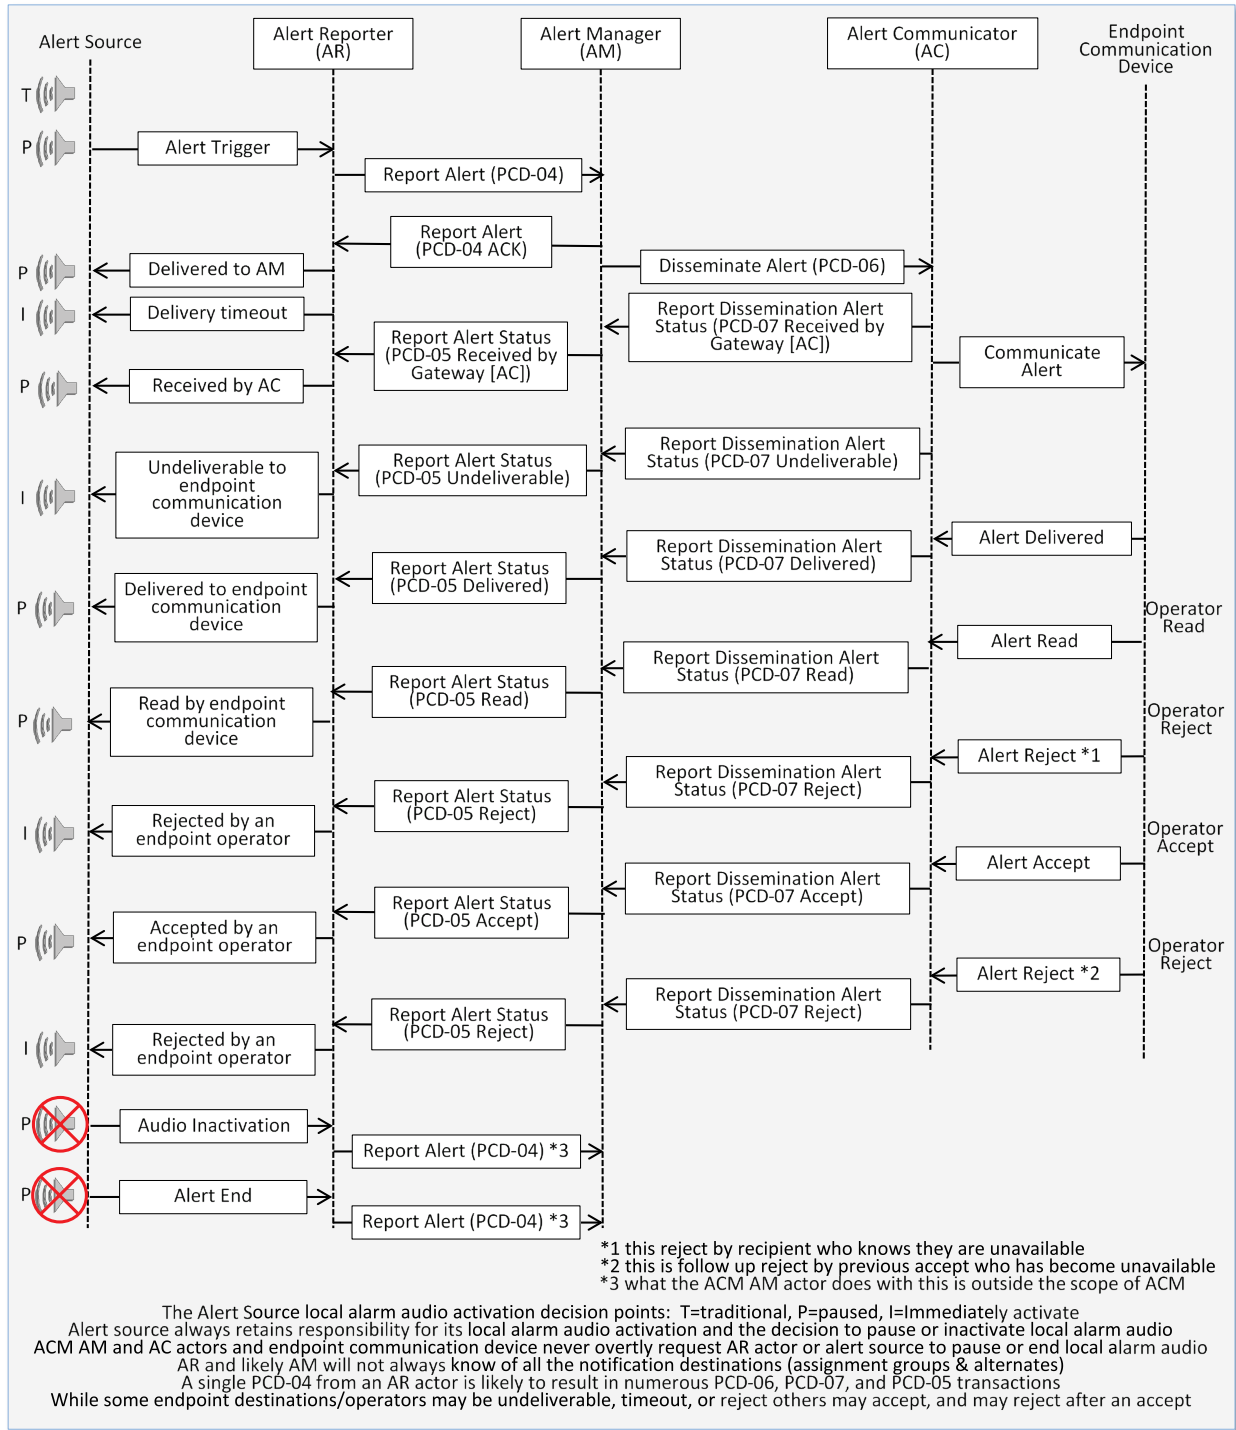 Alert Source
Alert Reporter
(AR)
Alert Manager
(AM)
Alert Communicator
(AC)
Endpoint
Communication
Device
T
P
Alert Trigger
Report Alert (PCD-04)
Report Alert
(PCD-04 ACK)
P
Delivered to AM
Disseminate Alert (PCD-06)
I
Delivery timeout
Report Dissemination Alert
Status (PCD-07 Received by
Gateway [AC])
Report Alert Status
(PCD-05 Received by
Gateway [AC])
Communicate
Alert
P
Received by AC
Report Dissemination Alert
Status (PCD-07 Undeliverable)
Report Alert Status
(PCD-05 Undeliverable)
I
Undeliverable to
endpoint
communication
device
Alert Delivered
Report Dissemination Alert
Status (PCD-07 Delivered)
Report Alert Status
(PCD-05 Delivered)
P
Delivered to endpoint
communication
device
Operator
Read
Alert Read
Report Dissemination Alert
Status (PCD-07 Read)
Report Alert Status
(PCD-05 Read)
P
Read by endpoint
communication
device
Operator
Reject
Alert Reject *1
Report Dissemination Alert
Status (PCD-07 Reject)
Report Alert Status
(PCD-05 Reject)
I
Rejected by an
endpoint operator
Operator
Accept
Alert Accept
Report Dissemination Alert
Status (PCD-07 Accept)
Report Alert Status
(PCD-05 Accept)
P
Accepted by an
endpoint operator
Operator
Reject
Alert Reject *2
Report Dissemination Alert
Status (PCD-07 Reject)
Report Alert Status
(PCD-05 Reject)
I
Rejected by an
endpoint operator
P
Audio Inactivation
Report Alert (PCD-04) *3
P
Alert End
Report Alert (PCD-04) *3
*1 this reject by recipient who knows they are unavailable
*2 this is follow up reject by previous accept who has become unavailable
*3 what the ACM AM actor does with this is outside the scope of ACM
The Alert Source local alarm audio activation decision points: T=traditional, P=paused, I=Immediately activate
Alert source always retains responsibility for its local alarm audio activation and the decision to pause or inactivate local alarm audio
ACM AM and AC actors and endpoint communication device never overtly request AR actor or alert source to pause or end local alarm audio
AR and likely AM will not always know of all the notification destinations (assignment groups & alternates)
A single PCD-04 from an AR actor is likely to result in numerous PCD-06, PCD-07, and PCD-05 transactions
While some endpoint destinations/operators may be undeliverable, timeout, or reject others may accept, and may reject after an accept